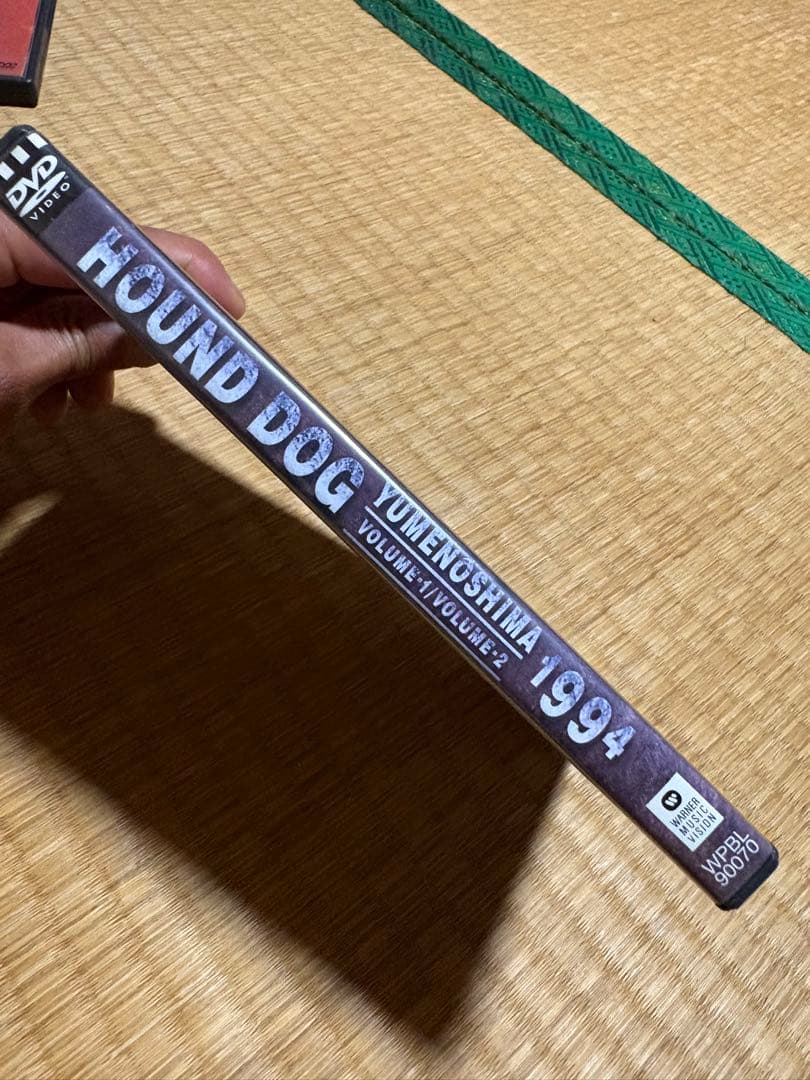 DVD
VIDEO
HOUND DOG
YUMENOSHIMA
VOLUME-1/VOLUME-2
1994
WARNER
MUSIC
VISION
WPBL
90070